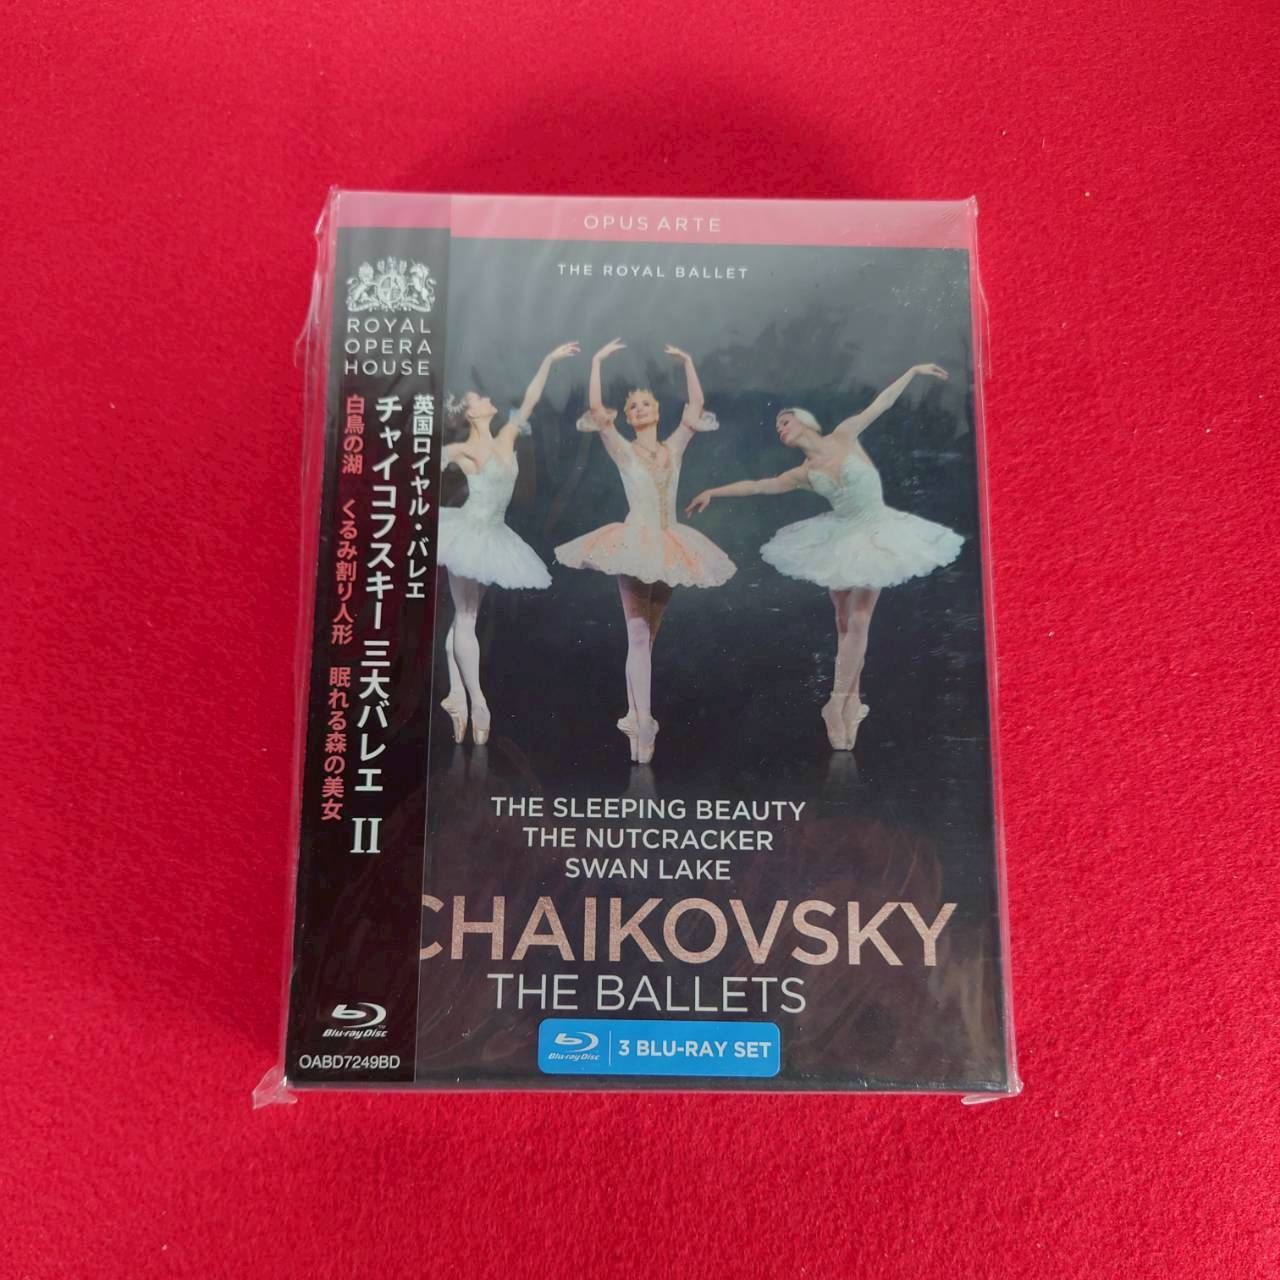 OPUS ARTE
THE ROYAL BALLET
ROYAL
OPERA
HOUSE
英国ロイヤル・バレエ
チャイコフスキー 三大バレエ II
白鳥の湖 くるみ割り人形 眠れる森の美女
THE SLEEPING BEAUTY
THE NUTCRACKER
SWAN LAKE
CHAIKOVSKY
THE BALLETS
Blu-ray Disc
OABD7249BD
Blu-ray Disc
3 BLU-RAY SET